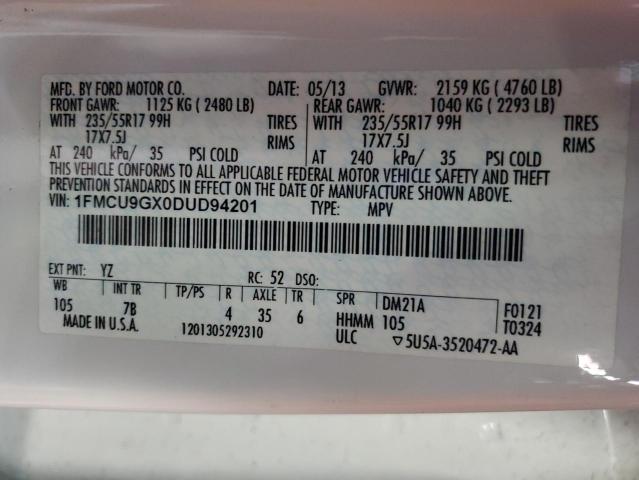 MFD. BY FORD MOTOR CO. DATE: 05/13 GVWR: 2159 KG ( 4760 LB)
FRONT GAWR: 1125 KG ( 2480 LB) REAR GAWR: 1040 KG ( 2293 LB)
WITH 235/55R17 99H TIRES WITH 235/55R17 99H TIRES
17X7.5J RIMS 17X7.5J RIMS
AT 240 kPa/ 35 PSI COLD AT 240 kPa/ 35 PSI COLD
THIS VEHICLE CONFORMS TO ALL APPLICABLE FEDERAL MOTOR VEHICLE SAFETY AND THEFT
PREVENTION STANDARDS IN EFFECT ON THE DATE OF MANUFACTURE SHOWN ABOVE.
VIN: 1FMCU9GX0DUD94201 TYPE: MPV
EXT PNT: YZ RC: 52 DSO:
WB INT TR TP/PS R AXLE TR SPR DM21A F0121
105 7B 4 35 6 HHMM 105 T0324
MADE IN U.S.A. 1201305292310 ULC ▽5U5A-3520472-AA